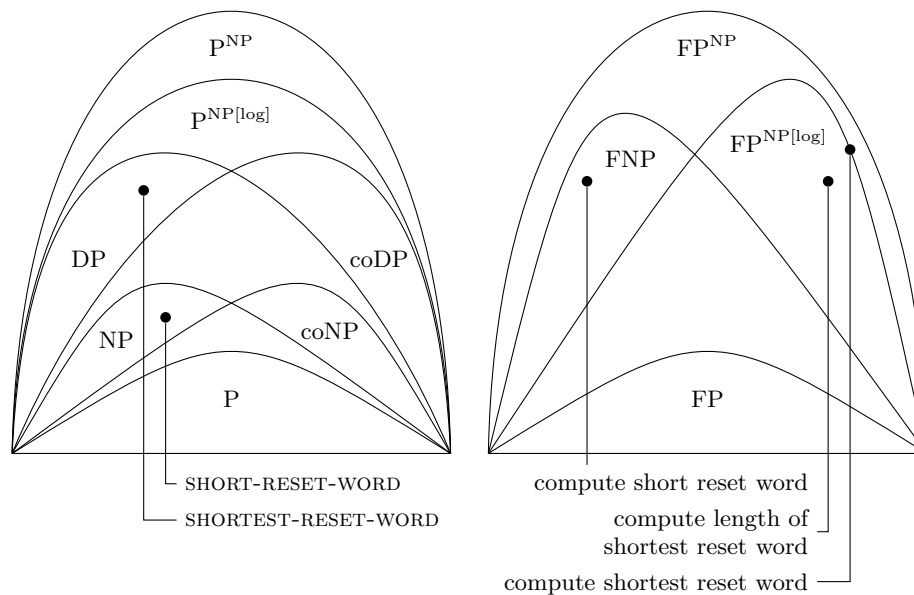 P^NP
P^NP[log]
DP
coDP
NP
coNP
P
SHORT-RESET-WORD
SHORTEST-RESET-WORD
FP^NP
FNP
FP^NP[log]
FP
compute short reset word
compute length of
shortest reset word
compute shortest reset word